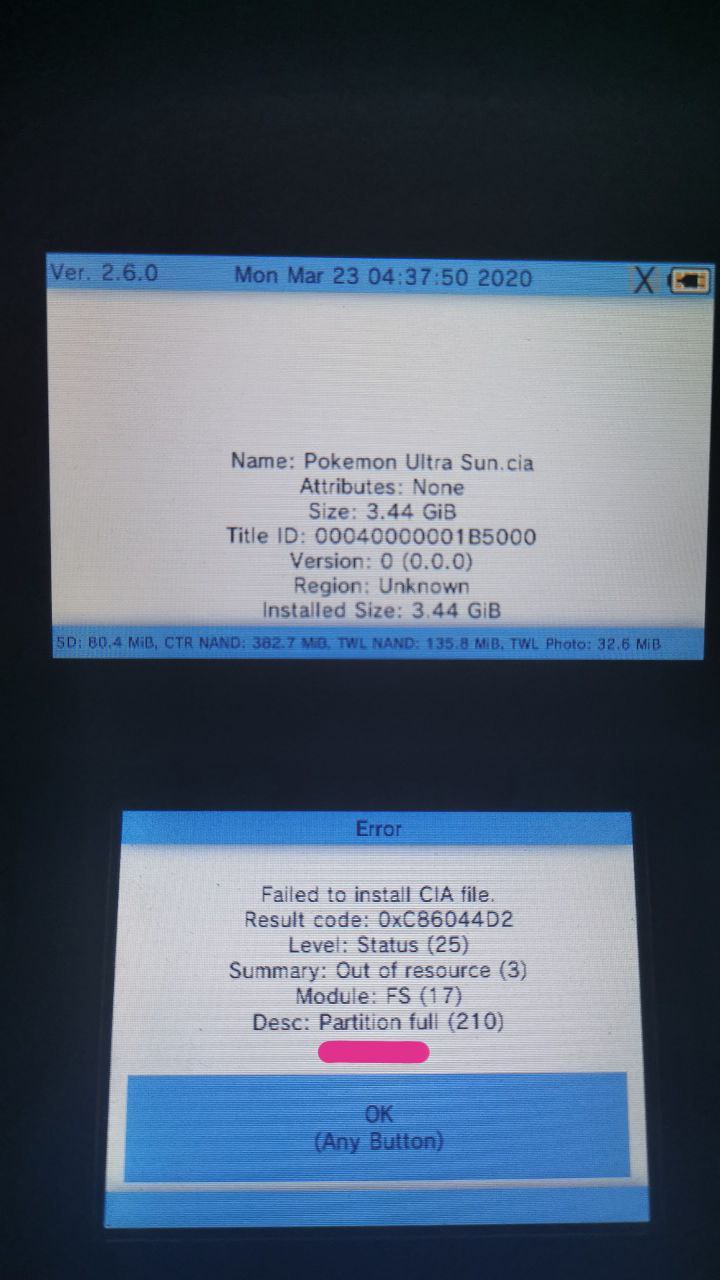 Ver. 2.6.0 Mon Mar 23 04:37:50 2020 X
Name: Pokemon Ultra Sun.cia
Attributes: None
Size: 3.44 GiB
Title ID: 00040000001B5000
Version: 0 (0.0.0)
Region: Unknown
Installed Size: 3.44 GiB
SD: 80.4 MiB, CTR NAND: 382.7 MiB, TWL NAND: 135.8 MiB, TWL Photo: 32.6 MiB
Error
Failed to install CIA file.
Result code: 0xC86044D2
Level: Status (25)
Summary: Out of resource (3)
Module: FS (17)
Desc: Partition full (210)
OK
(Any Button)